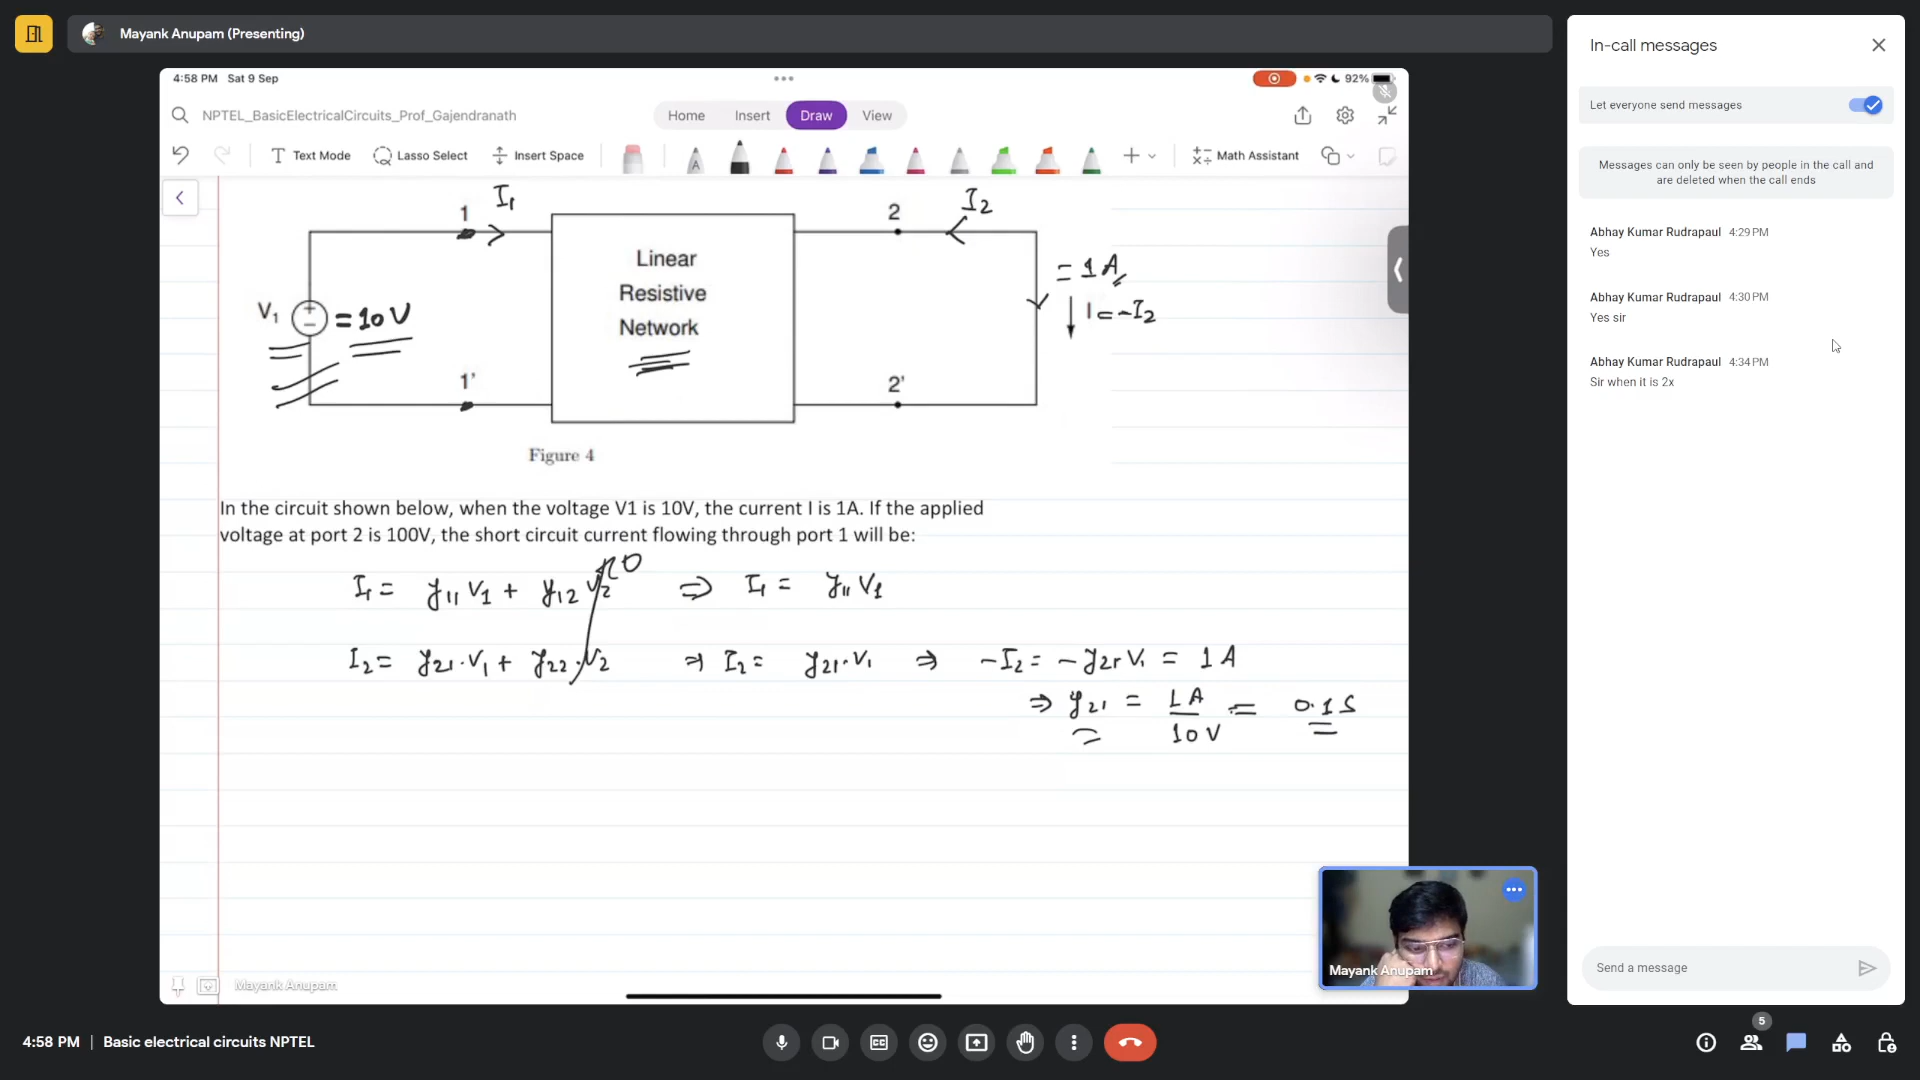 Mayank Anupam (Presenting)
4:58 PM Sat 9 Sep
92%
NPTEL_BasicElectricalCircuits_Prof_Gajendranath
Home Insert Draw View
Text Mode Lasso Select Insert Space A Math Assistant
1 I₁ 2 I₂
V₁ + − = 10V
Linear
Resistive
Network
= 1A
I = -I₂
1' 2'
Figure 4
In the circuit shown below, when the voltage V1 is 10V, the current I is 1A. If the applied
voltage at port 2 is 100V, the short circuit current flowing through port 1 will be:
I₁ = y₁₁ V₁ + y₁₂ V₂ 0 ⇒ I₁ = y₁₁ V₁
I₂ = y₂₁·V₁ + y₂₂·V₂ ⇒ I₂ = y₂₁·V₁ ⇒ -I₂ = -y₂₁ V₁ = 1A
⇒ y₂₁ = 1A / 10V = 0.1S
Mayank Anupam
Mayank Anupam
4:58 PM | Basic electrical circuits NPTEL
5
In-call messages
Let everyone send messages
Messages can only be seen by people in the call and
are deleted when the call ends
Abhay Kumar Rudrapaul 4:29 PM
Yes
Abhay Kumar Rudrapaul 4:30 PM
Yes sir
Abhay Kumar Rudrapaul 4:34 PM
Sir when it is 2x
Send a message